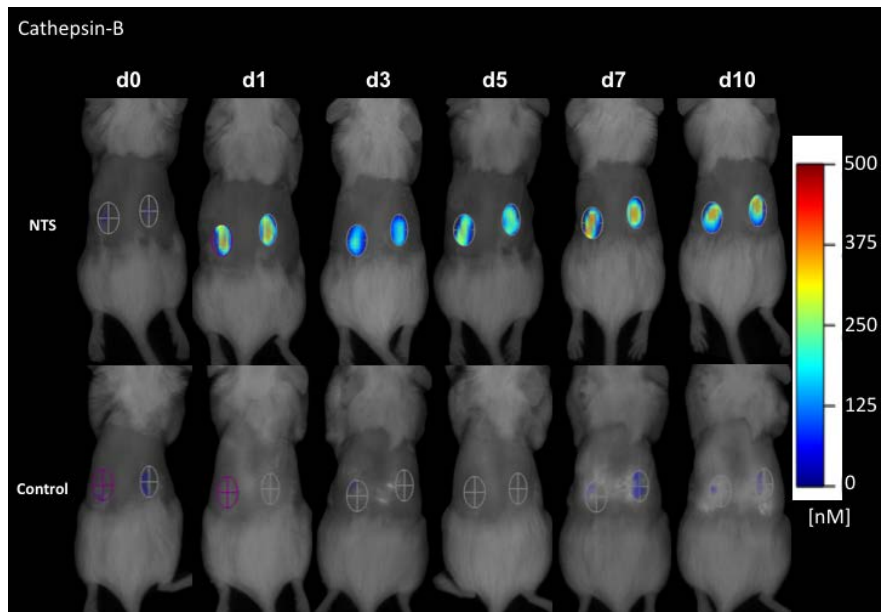 Cathepsin-B
d0 d1 d3 d5 d7 d10
NTS
Control
500
375
250
125
0
[nM]